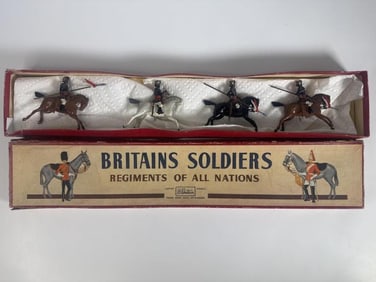 BRITAINS SOLDIERS
REGIMENTS OF ALL NATIONS